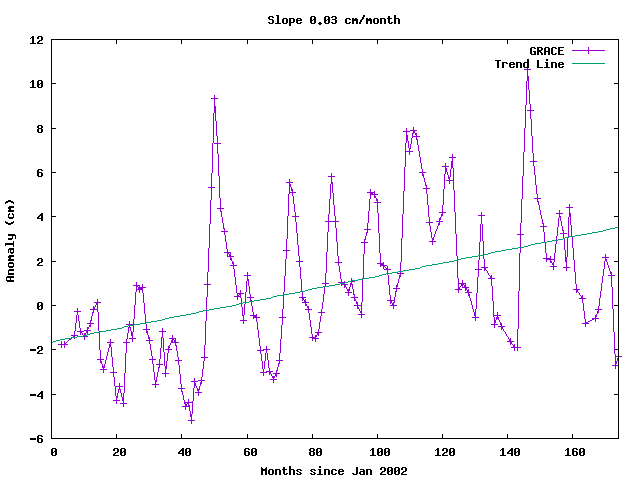 Slope 0.03 cm/month
GRACE
Trend Line
12
10
8
6
4
2
0
-2
-4
-6
Anomaly (cm)
0 20 40 60 80 100 120 140 160
Months since Jan 2002